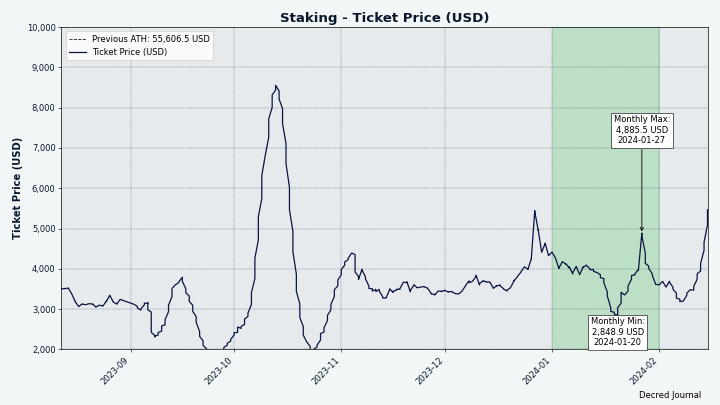 Staking - Ticket Price (USD)
Previous ATH: 55,606.5 USD
Ticket Price (USD)
Ticket Price (USD)
10,000
9,000
8,000
7,000
6,000
5,000
4,000
3,000
2,000
Monthly Max:
4,885.5 USD
2024-01-27
Monthly Min:
2,848.9 USD
2024-01-20
2023-09
2023-10
2023-11
2023-12
2024-01
2024-02
Decred Journal